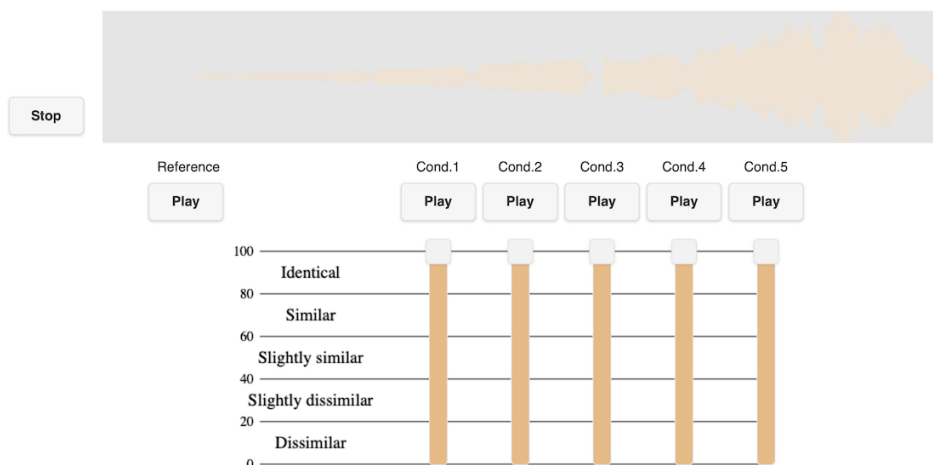 Stop
Reference Cond.1 Cond.2 Cond.3 Cond.4 Cond.5
Play Play Play Play Play Play
100
Identical
80
Similar
60
Slightly similar
40
Slightly dissimilar
20
Dissimilar
0